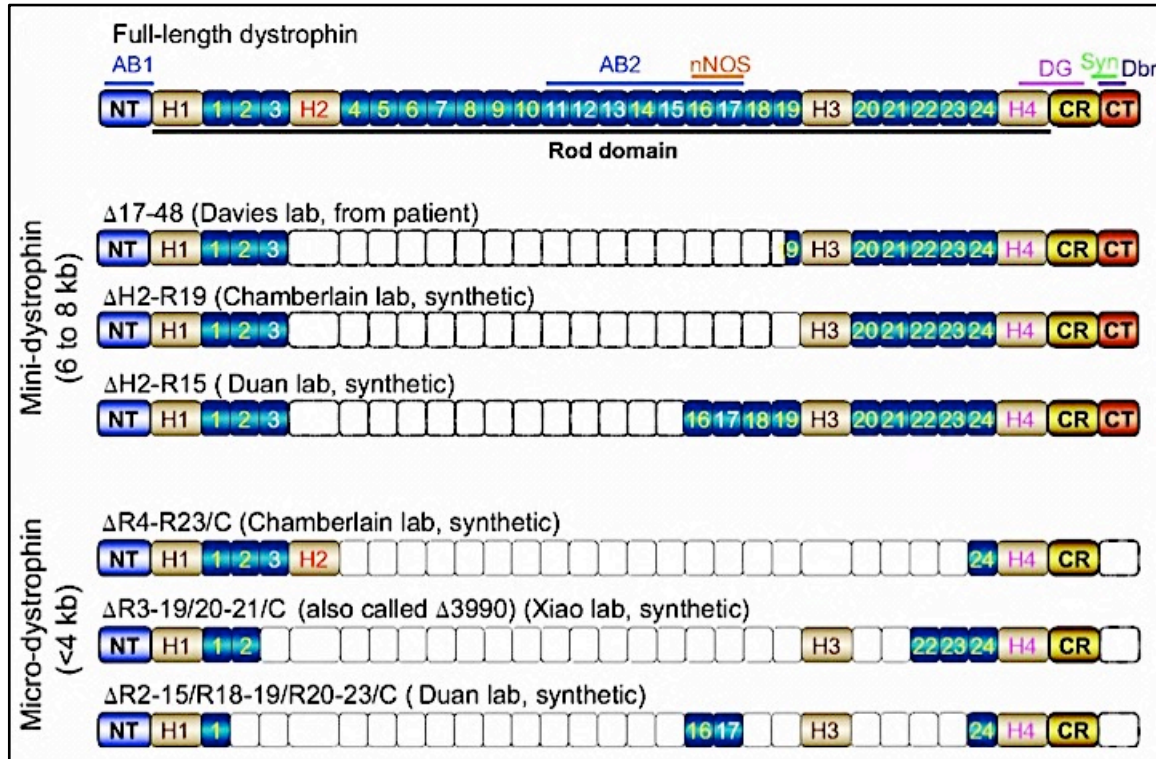 Full-length dystrophin
AB1 AB2 nNOS DG Syn Dbr
NT H1 1 2 3 H2 4 5 6 7 8 9 10 11 12 13 14 15 16 17 18 19 H3 20 21 22 23 24 H4 CR CT
Rod domain
Mini-dystrophin
(6 to 8 kb)
Δ17-48 (Davies lab, from patient)
NT H1 1 2 3 9 H3 20 21 22 23 24 H4 CR CT
ΔH2-R19 (Chamberlain lab, synthetic)
NT H1 1 2 3 H3 20 21 22 23 24 H4 CR CT
ΔH2-R15 ( Duan lab, synthetic)
NT H1 1 2 3 16 17 18 19 H3 20 21 22 23 24 H4 CR CT
Micro-dystrophin
(<4 kb)
ΔR4-R23/C (Chamberlain lab, synthetic)
NT H1 1 2 3 H2 24 H4 CR
ΔR3-19/20-21/C (also called Δ3990) (Xiao lab, synthetic)
NT H1 1 2 H3 22 23 24 H4 CR
ΔR2-15/R18-19/R20-23/C ( Duan lab, synthetic)
NT H1 1 16 17 H3 24 H4 CR